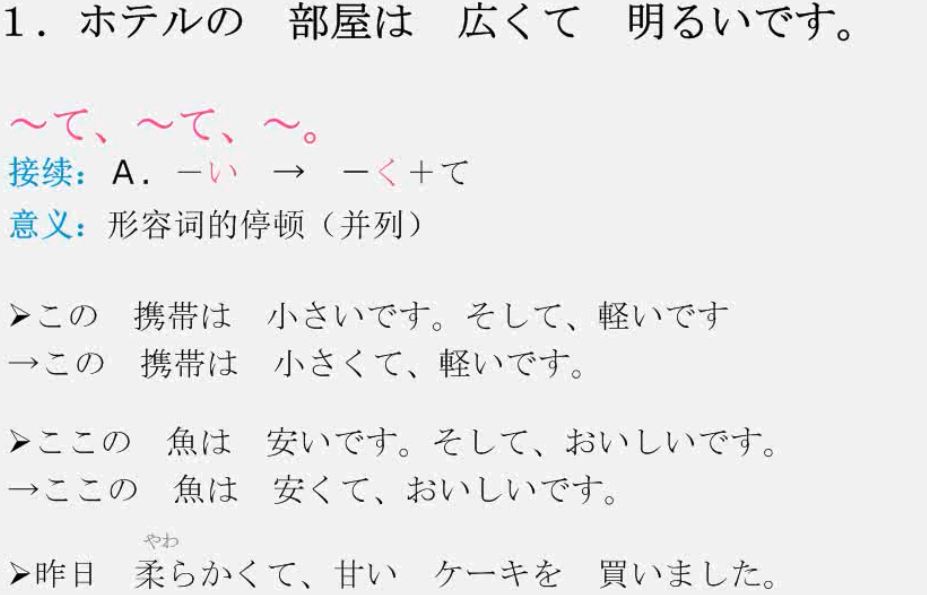 1．ホテルの　部屋は　広くて　明るいです。
～て、～て、～。
接续：A．－い　→　－く＋て
意义：形容词的停顿（并列）
➢この　携帯は　小さいです。そして、軽いです
→この　携帯は　小さくて、軽いです。
➢ここの　魚は　安いです。そして、おいしいです。
→ここの　魚は　安くて、おいしいです。
やわ
➢昨日　柔らかくて、甘い　ケーキを　買いました。